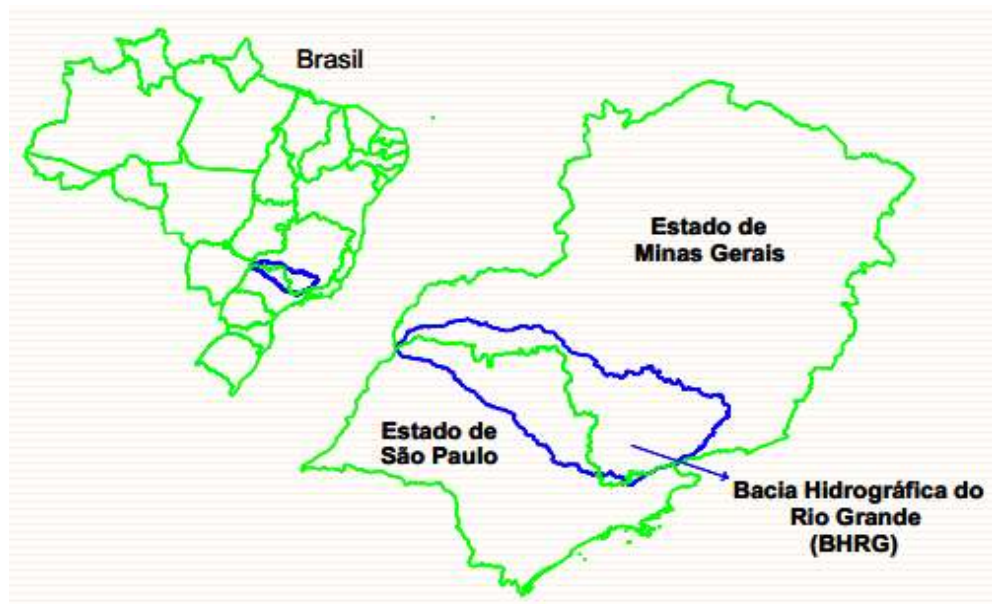 Brasil
Estado de
Minas Gerais
Estado de
São Paulo
Bacia Hidrográfica do
Rio Grande
(BHRG)